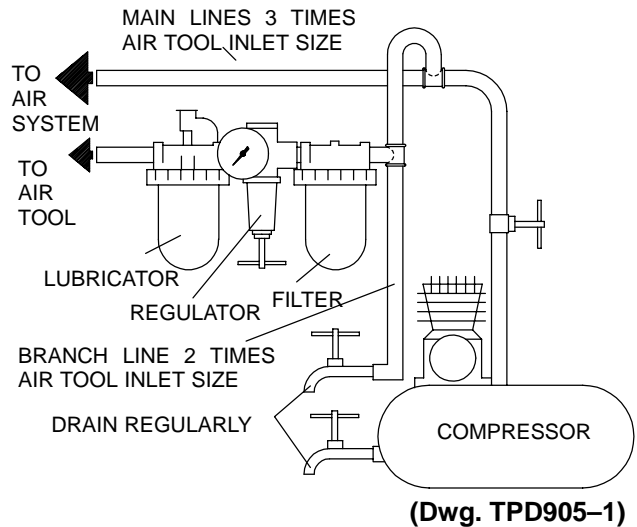 MAIN LINES 3 TIMES
AIR TOOL INLET SIZE
TO
AIR
SYSTEM
TO
AIR
TOOL
LUBRICATOR
REGULATOR
FILTER
BRANCH LINE 2 TIMES
AIR TOOL INLET SIZE
DRAIN REGULARLY
COMPRESSOR
(Dwg. TPD905–1)